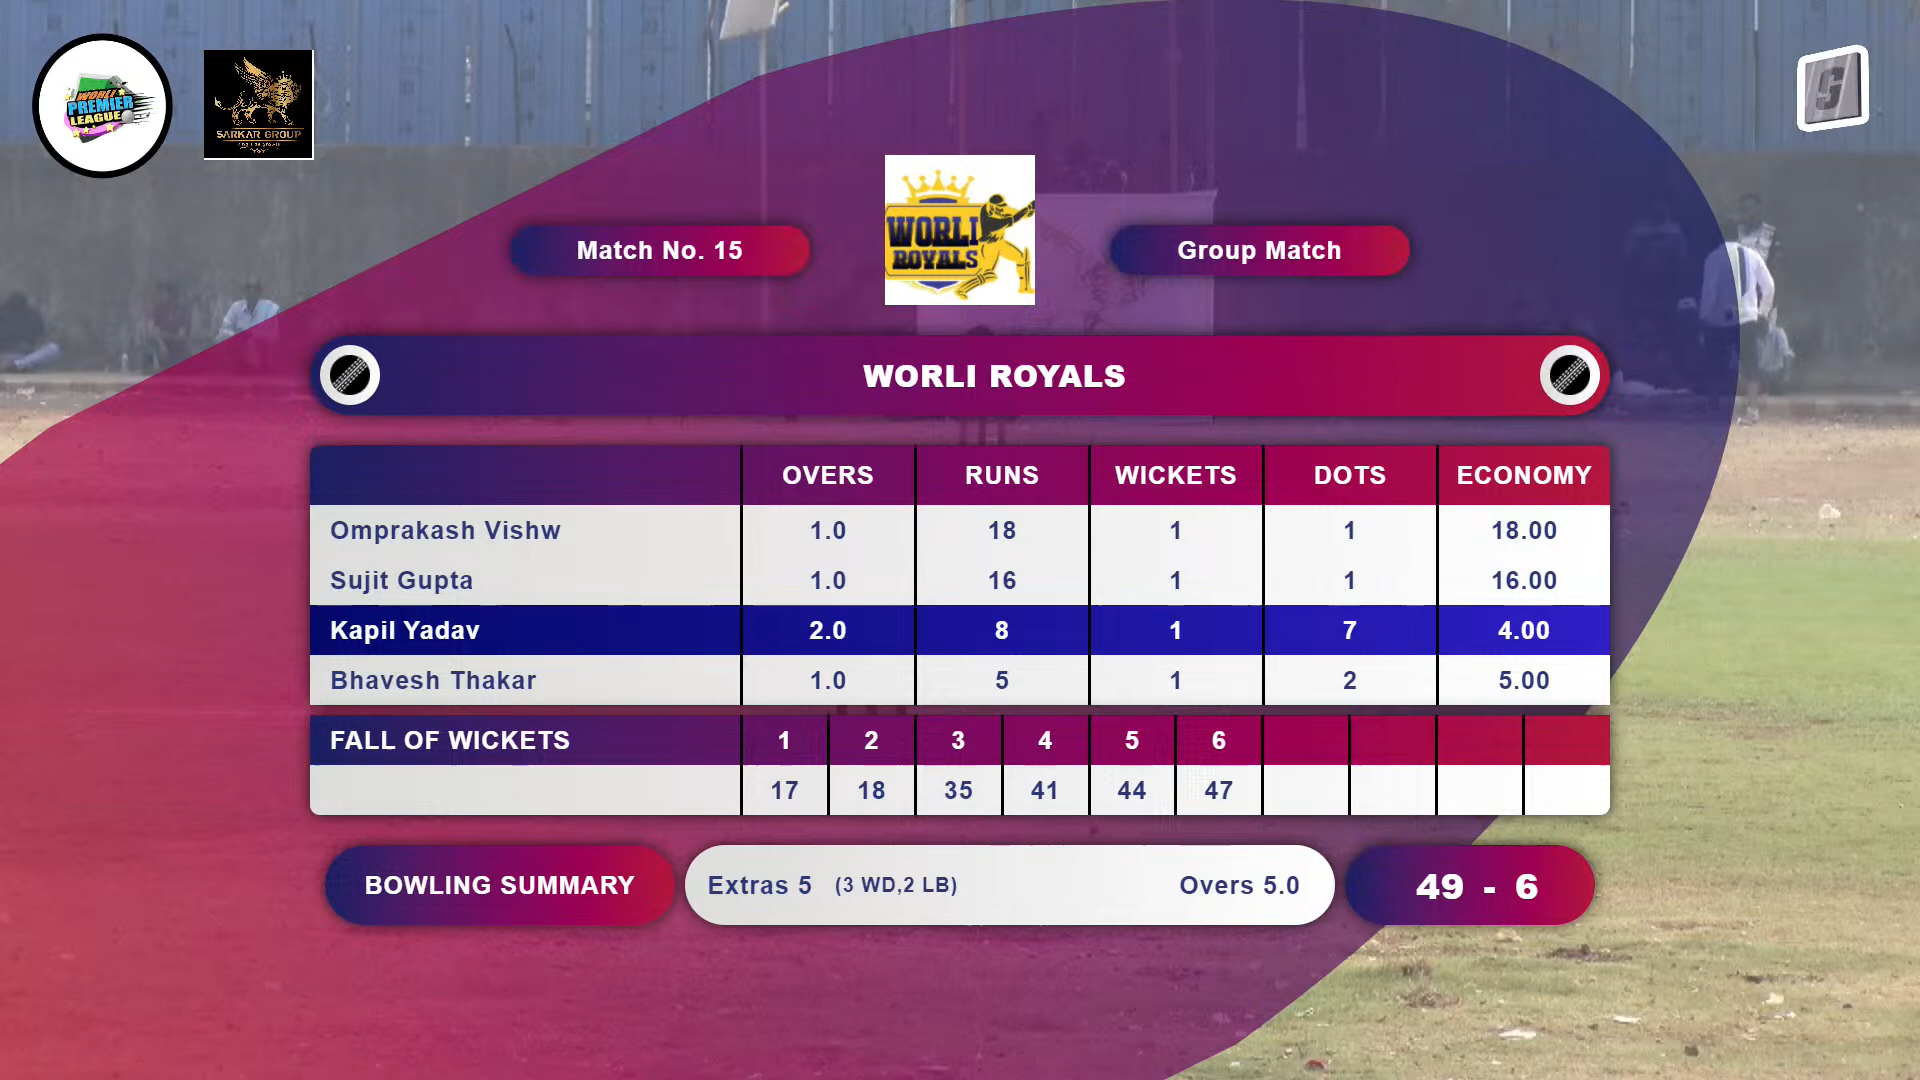 WORLI
PREMIER
LEAGUE
SARKAR GROUP
G
WORLI
ROYALS
Match No. 15
Group Match
WORLI ROYALS
OVERS RUNS WICKETS DOTS ECONOMY
Omprakash Vishw 1.0 18 1 1 18.00
Sujit Gupta 1.0 16 1 1 16.00
Kapil Yadav 2.0 8 1 7 4.00
Bhavesh Thakar 1.0 5 1 2 5.00
FALL OF WICKETS 1 2 3 4 5 6
17 18 35 41 44 47
BOWLING SUMMARY Extras 5 (3 WD,2 LB) Overs 5.0 49 - 6